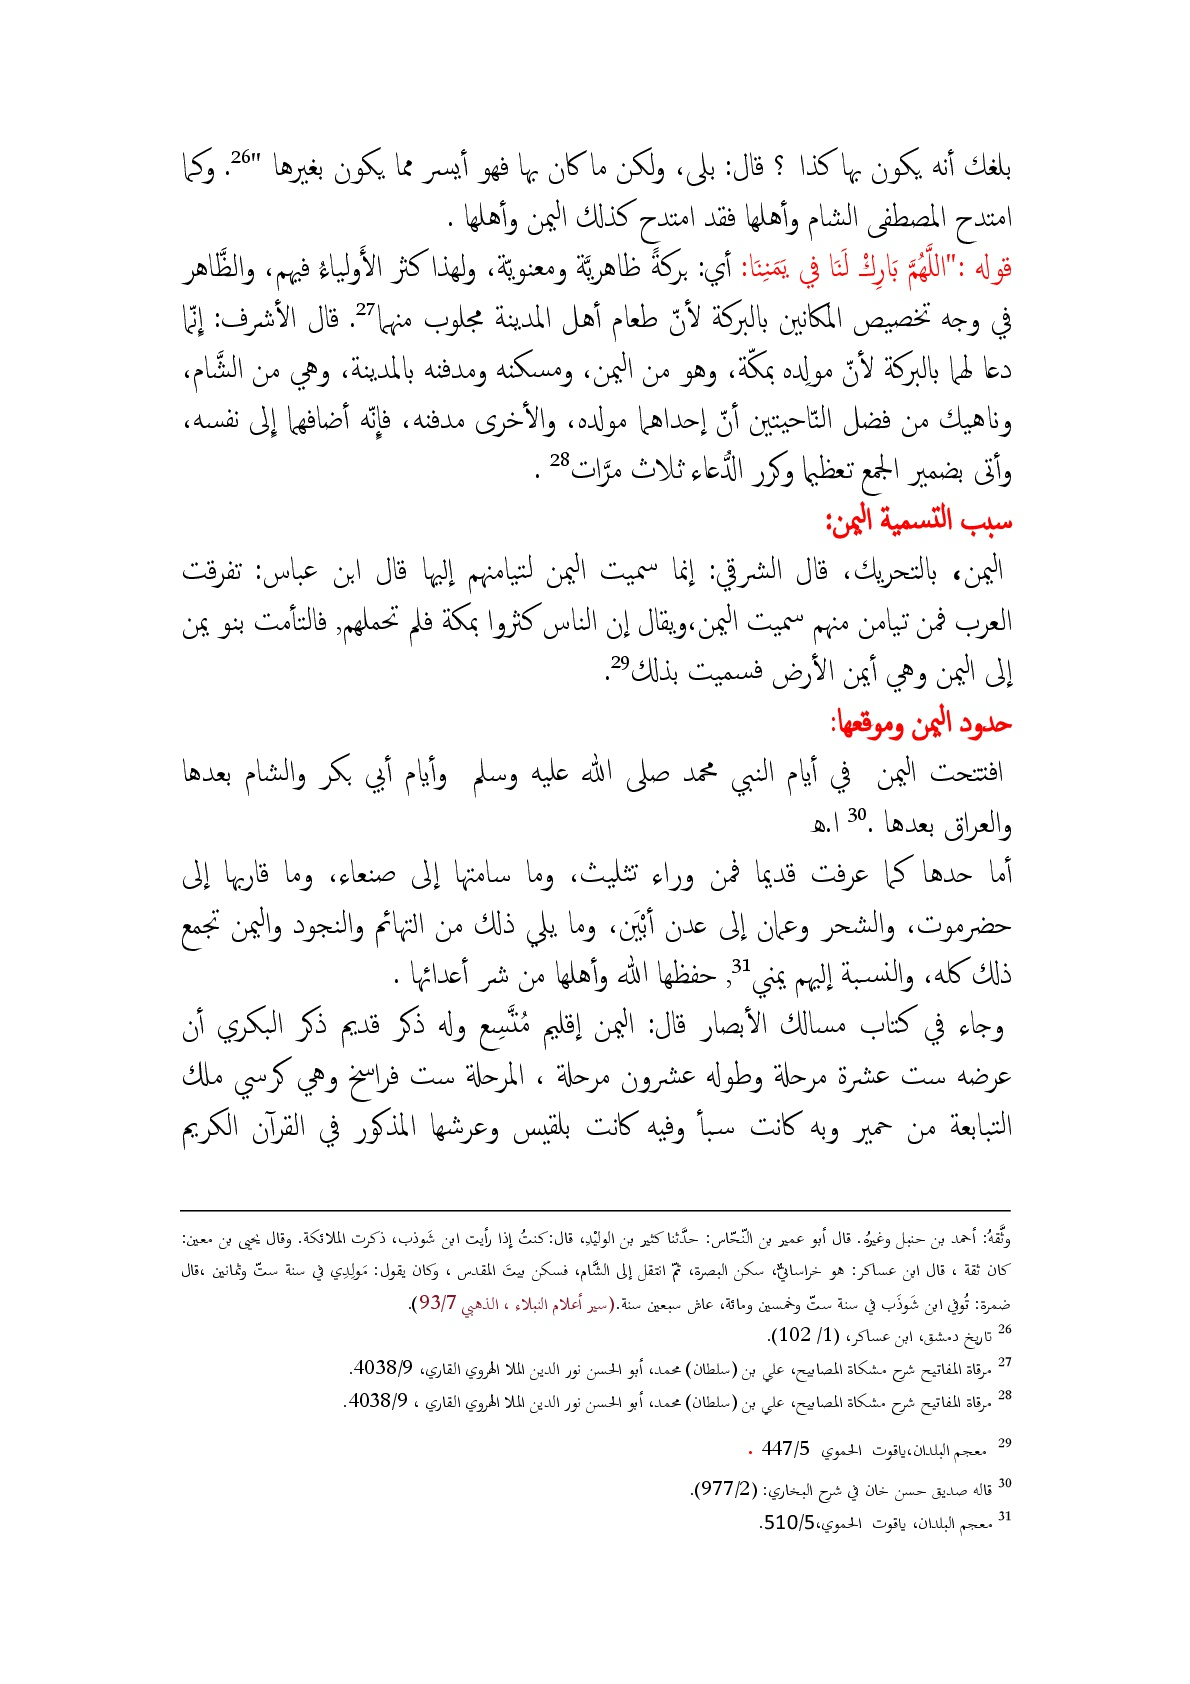 بلغك أنه يكون بها كذا ؟ قال: بلى، ولكن ما كان بها فهو أيسر مما يكون بغيرها "26. وكما
امتدح المصطفى الشام وأهلها فقد امتدح كذلك اليمن وأهلها .
قوله :"اللَّهُمَّ بَارِكْ لَنَا فِي يَمَنِنَا: أي: بركةً ظاهريَّة ومعنويّة، ولهذا كثر الأَولياءُ فيهم، والظَّاهر
في وجه تخصيص المكانين بالبركة لأنّ طعام أهل المدينة مجلوب منهما27. قال الأشرف: إِنّما
دعا لهما بالبركة لأنّ مولِده بمكّة، وهو من اليمن، ومسكنه ومدفنه بالمدينة، وهي من الشَّام،
وناهيك من فضل النّاحيتين أنّ إحداهما مولده، والأخرى مدفنه، فإِنّه أضافهما إِلى نفسه،
وأتى بضمير الجمع تعظيما وكرر الدُّعاء ثلاث مرَّات28 .
سبب التسمية اليمن:
اليمن، بالتحريك، قال الشرقي: إنما سميت اليمن لتيامنهم إليها قال ابن عباس: تفرقت
العرب فمن تيامن منهم سميت اليمن،ويقال إن الناس كثروا بمكة فلم تحملهم, فالتأمت بنو يمن
إلى اليمن وهي أيمن الأرض فسميت بذلك29.
حدود اليمن وموقعها:
افتتحت اليمن في أيام النبي محمد صلى الله عليه وسلم وأيام أبي بكر والشام بعدها
والعراق بعدها .30 ا.ه
أما حدها كما عرفت قديما فمن وراء تثليث، وما سامتها إلى صنعاء، وما قاربها إلى
حضرموت، والشحر وعمان إلى عدن أَبْيَن، وما يلي ذلك من التهائم والنجود واليمن تجمع
ذلك كله، والنسبة إليهم يمني31, حفظها الله وأهلها من شر أعدائها .
وجاء في كتاب مسالك الأبصار قال: اليمن إقليم مُتَّسِع وله ذكر قديم ذكر البكري أن
عرضه ست عشرة مرحلة وطوله عشرون مرحلة ، المرحلة ست فراسخ وهي كرسي ملك
التبابعة من حمير وبه كانت سبأ وفيه كانت بلقيس وعرشها المذكور في القرآن الكريم
وثَّقهُ: أحمد بن حنبل وغيرهُ. قال أبو عمير بن النّحّاس: حدَّثنا كثير بن الوليْدِ، قال:كنتُ إذا رأيت ابن شَوذب، ذكرت الملائكة. وقال يحيى بن معين:
كان ثقة ، قال ابن عساكر: هو خراسانيٌّ، سكن البصرة، ثمّ انتقل إلى الشَّام، فسكن بيتَ المقدس ، وكان يقول: مَولِدِي في سنة ستّ وثمانين ،قال
ضمرة: تُوفي ابن شَوذَب في سنة ستّ وخمسين ومائة، عاش سبعين سنة.(سير أعلام النبلاء ، الذهبي 93/7).
26 تاريخ دمشق، ابن عساكر، (1/ 102).
27 مرقاة المفاتيح شرح مشكاة المصابيح، علي بن (سلطان) محمد، أبو الحسن نور الدين الملا الهروي القاري، 4038/9.
28 مرقاة المفاتيح شرح مشكاة المصابيح، علي بن (سلطان) محمد، أبو الحسن نور الدين الملا الهروي القاري ، 4038/9.
29 معجم البلدان،ياقوت الحموي 447/5 .
30 قاله صديق حسن خان في شرح البخاري: (977/2).
31 معجم البلدان، ياقوت الحموي،510/5.